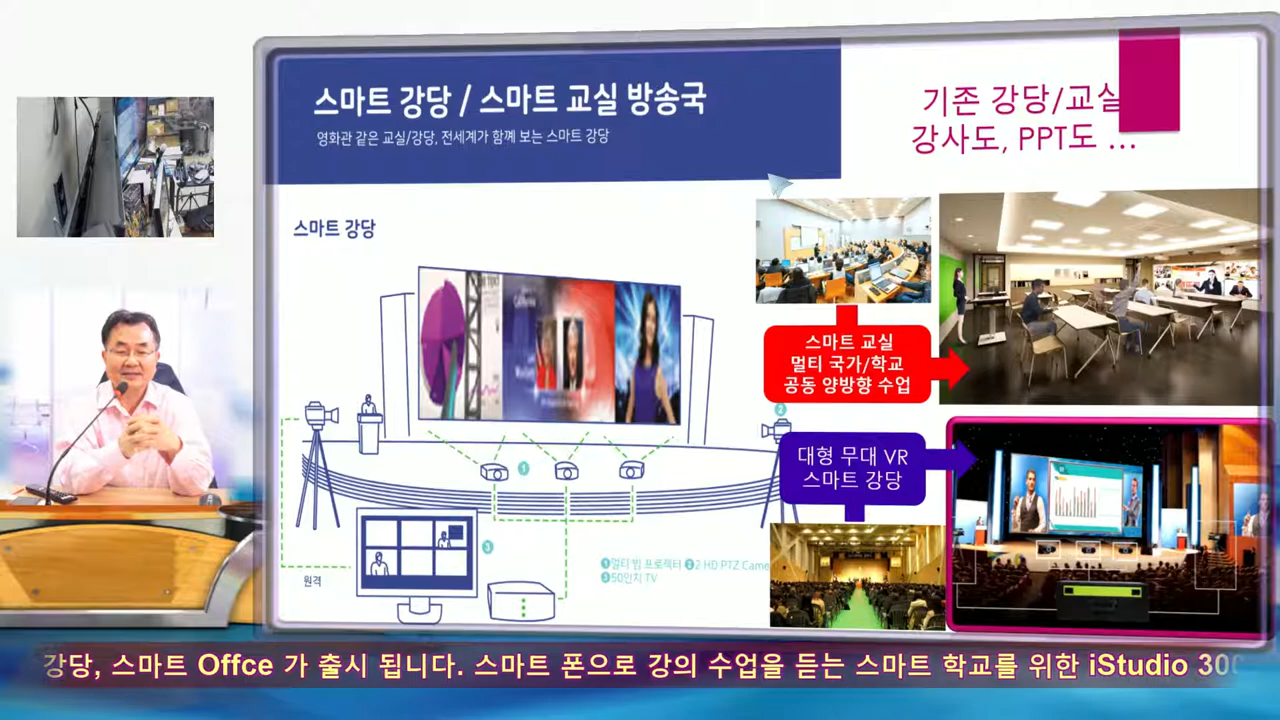 스마트 강당 / 스마트 교실 방송국
영화관 같은 교실/강당, 전세계가 함께 보는 스마트 강당
기존 강당/교실
강사도, PPT도 ...
스마트 강당
스마트 교실
멀티 국가/학교
공동 양방향 수업
2
대형 무대 VR
스마트 강당
1
3
원격
❶멀티 빔 프로젝터 ❷2 HD PTZ Came
❸50인치 TV
강당, 스마트 Offce 가 출시 됩니다. 스마트 폰으로 강의 수업을 듣는 스마트 학교를 위한 iStudio 300